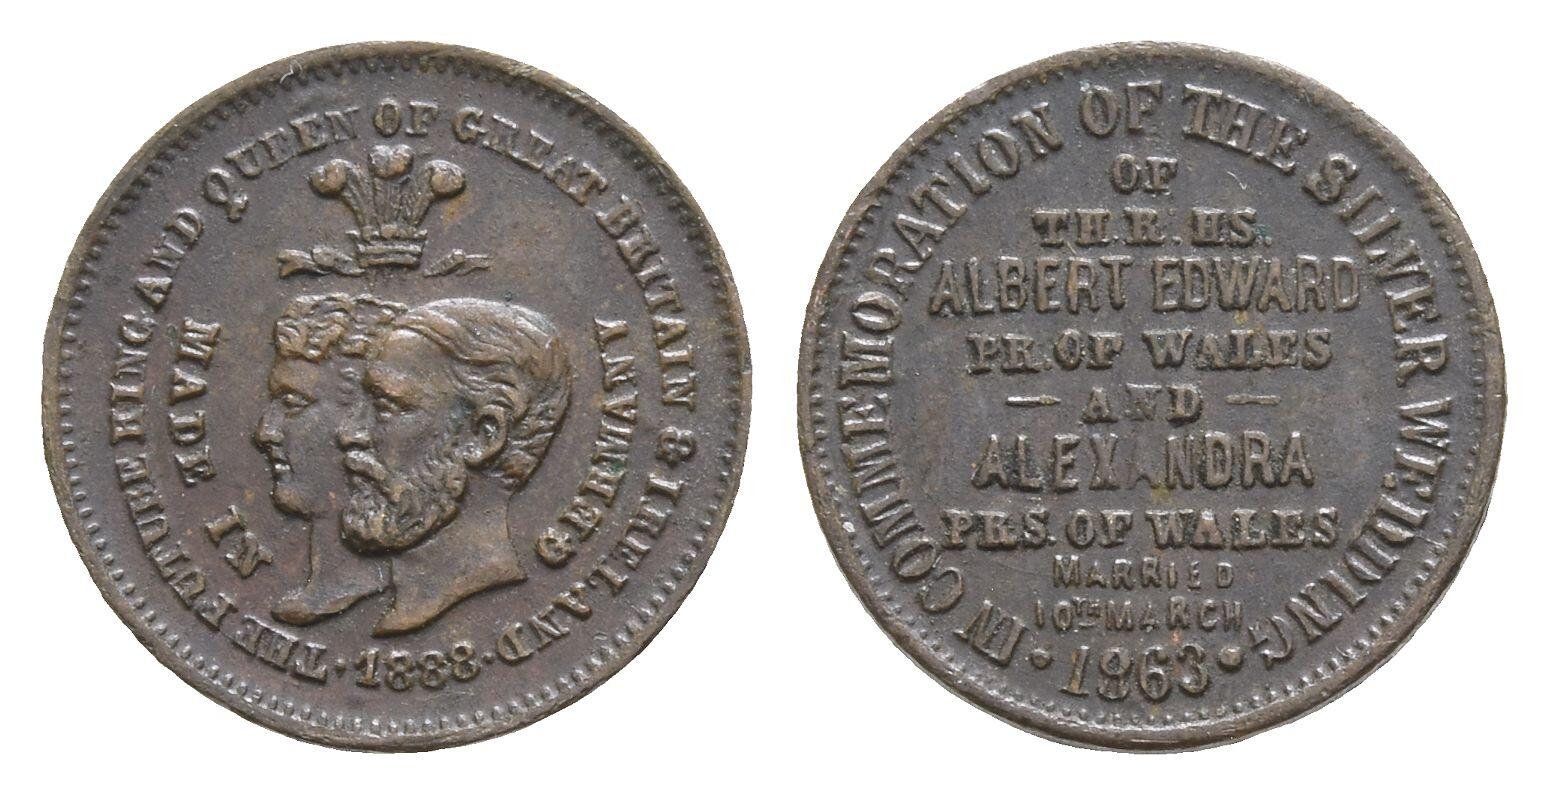 THE FUTURE KING AND QUEEN OF GREAT BRITAIN & IRELAND
· 1888 ·
MADE IN GERMANY
IN COMMEMORATION OF THE SILVER WEDDING
OF
TH.R.HS.
ALBERT EDWARD
PR. OF WALES
— AND —
ALEXANDRA
PRS. OF WALES
MARRIED
10TH MARCH
· 1863 ·